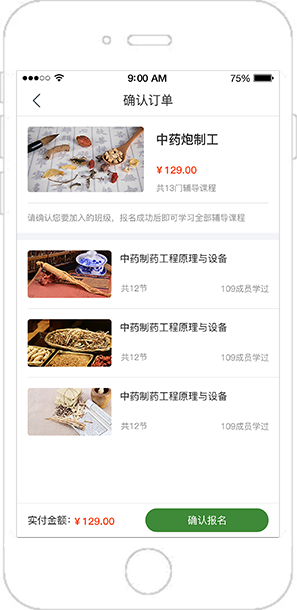 9:00 AM
75%
确认订单
中药炮制工
￥129.00
共13门辅导课程
请确认您要加入的班级，报名成功后即可学习全部辅导课程
中药制药工程原理与设备
共12节
109成员学过
中药制药工程原理与设备
共12节
109成员学过
中药制药工程原理与设备
共12节
109成员学过
实付金额：￥129.00
确认报名